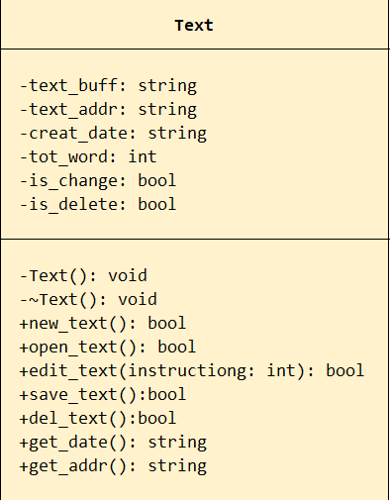 Text
-text_buff: string
-text_addr: string
-creat_date: string
-tot_word: int
-is_change: bool
-is_delete: bool
-Text(): void
-~Text(): void
+new_text(): bool
+open_text(): bool
+edit_text(instructiong: int): bool
+save_text():bool
+del_text():bool
+get_date(): string
+get_addr(): string